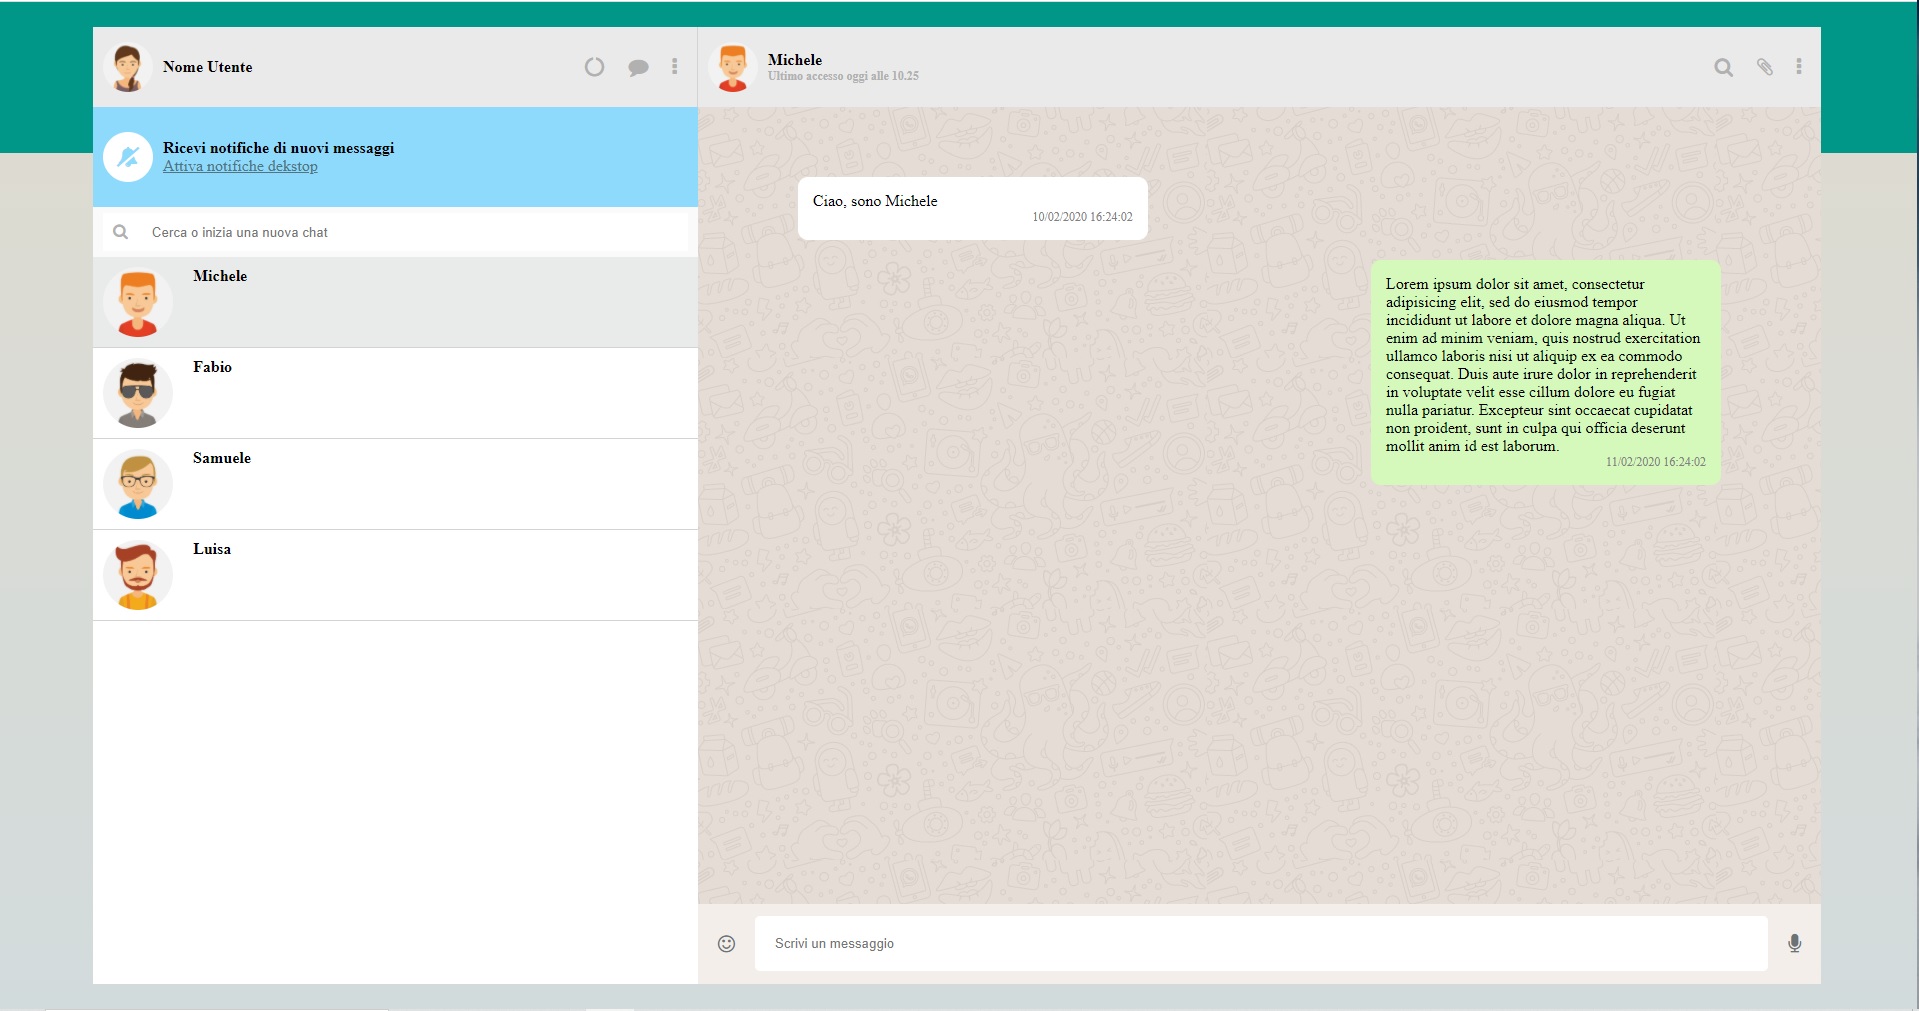 Nome Utente
Ricevi notifiche di nuovi messaggi
Attiva notifiche dekstop
Cerca o inizia una nuova chat
Michele
Fabio
Samuele
Luisa
Michele
Ultimo accesso oggi alle 10.25
Ciao, sono Michele
10/02/2020 16:24:02
Lorem ipsum dolor sit amet, consectetur
adipisicing elit, sed do eiusmod tempor
incididunt ut labore et dolore magna aliqua. Ut
enim ad minim veniam, quis nostrud exercitation
ullamco laboris nisi ut aliquip ex ea commodo
consequat. Duis aute irure dolor in reprehenderit
in voluptate velit esse cillum dolore eu fugiat
nulla pariatur. Excepteur sint occaecat cupidatat
non proident, sunt in culpa qui officia deserunt
mollit anim id est laborum.
11/02/2020 16:24:02
Scrivi un messaggio